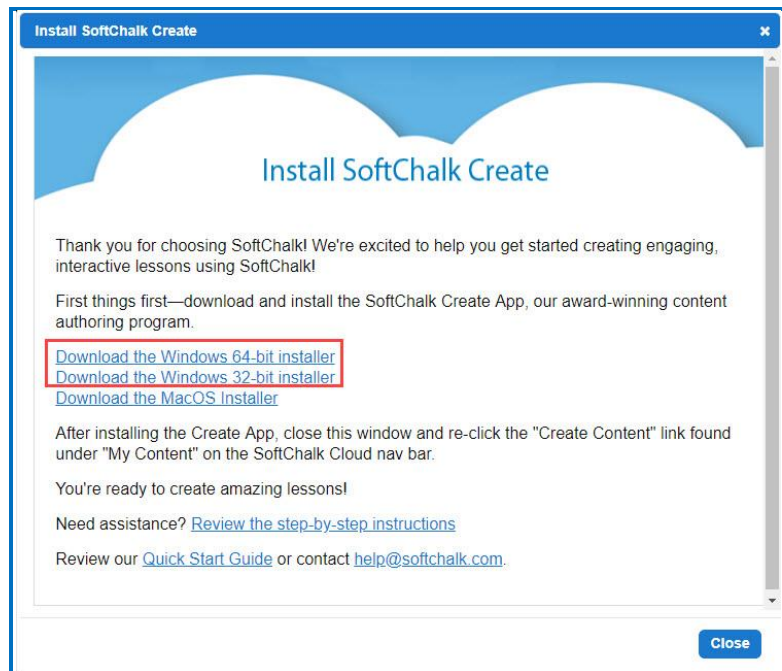 Install SoftChalk Create
Install SoftChalk Create
Thank you for choosing SoftChalk! We're excited to help you get started creating engaging,
interactive lessons using SoftChalk!
First things first—download and install the SoftChalk Create App, our award-winning content
authoring program.
Download the Windows 64-bit installer
Download the Windows 32-bit installer
Download the MacOS Installer
After installing the Create App, close this window and re-click the "Create Content" link found
under "My Content" on the SoftChalk Cloud nav bar.
You're ready to create amazing lessons!
Need assistance? Review the step-by-step instructions
Review our Quick Start Guide or contact help@softchalk.com.
Close